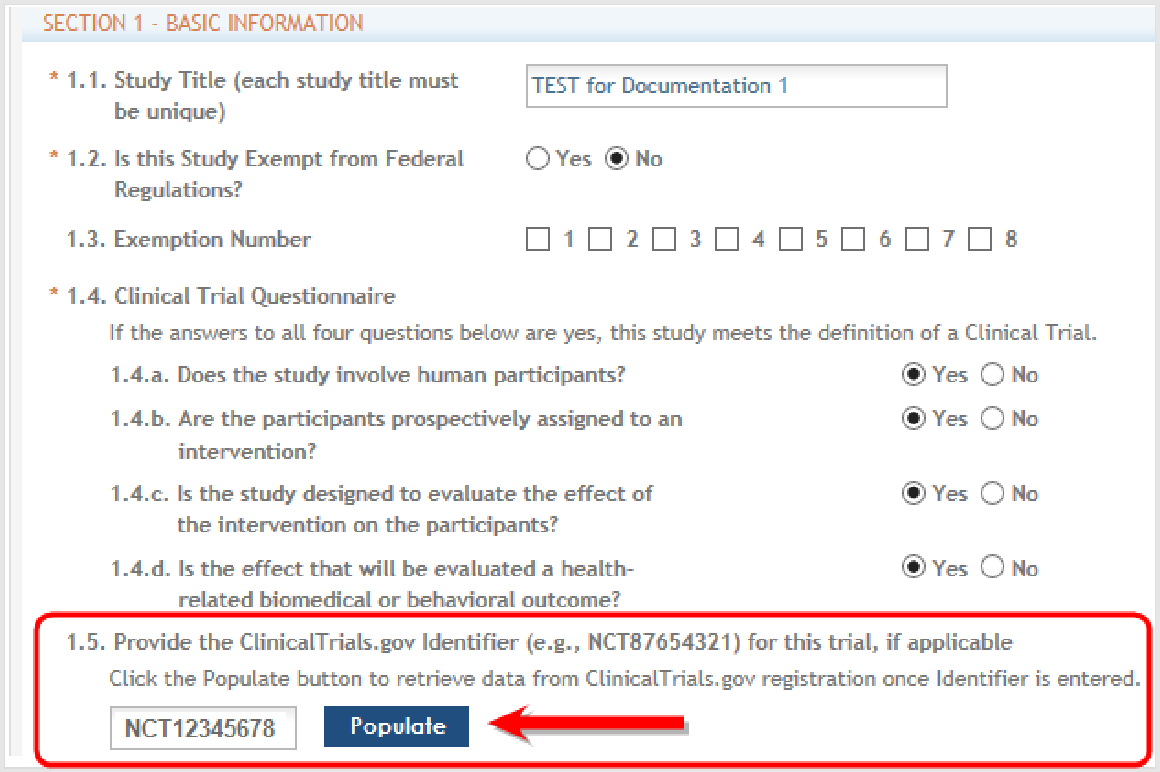 SECTION 1 - BASIC INFORMATION
* 1.1. Study Title (each study title must
be unique)
TEST for Documentation 1
* 1.2. Is this Study Exempt from Federal
Regulations?
Yes No
1.3. Exemption Number
1 2 3 4 5 6 7 8
* 1.4. Clinical Trial Questionnaire
If the answers to all four questions below are yes, this study meets the definition of a Clinical Trial.
1.4.a. Does the study involve human participants?
Yes No
1.4.b. Are the participants prospectively assigned to an
intervention?
Yes No
1.4.c. Is the study designed to evaluate the effect of
the intervention on the participants?
Yes No
1.4.d. Is the effect that will be evaluated a health-
related biomedical or behavioral outcome?
Yes No
1.5. Provide the ClinicalTrials.gov Identifier (e.g., NCT87654321) for this trial, if applicable
Click the Populate button to retrieve data from ClinicalTrials.gov registration once Identifier is entered.
NCT12345678 Populate